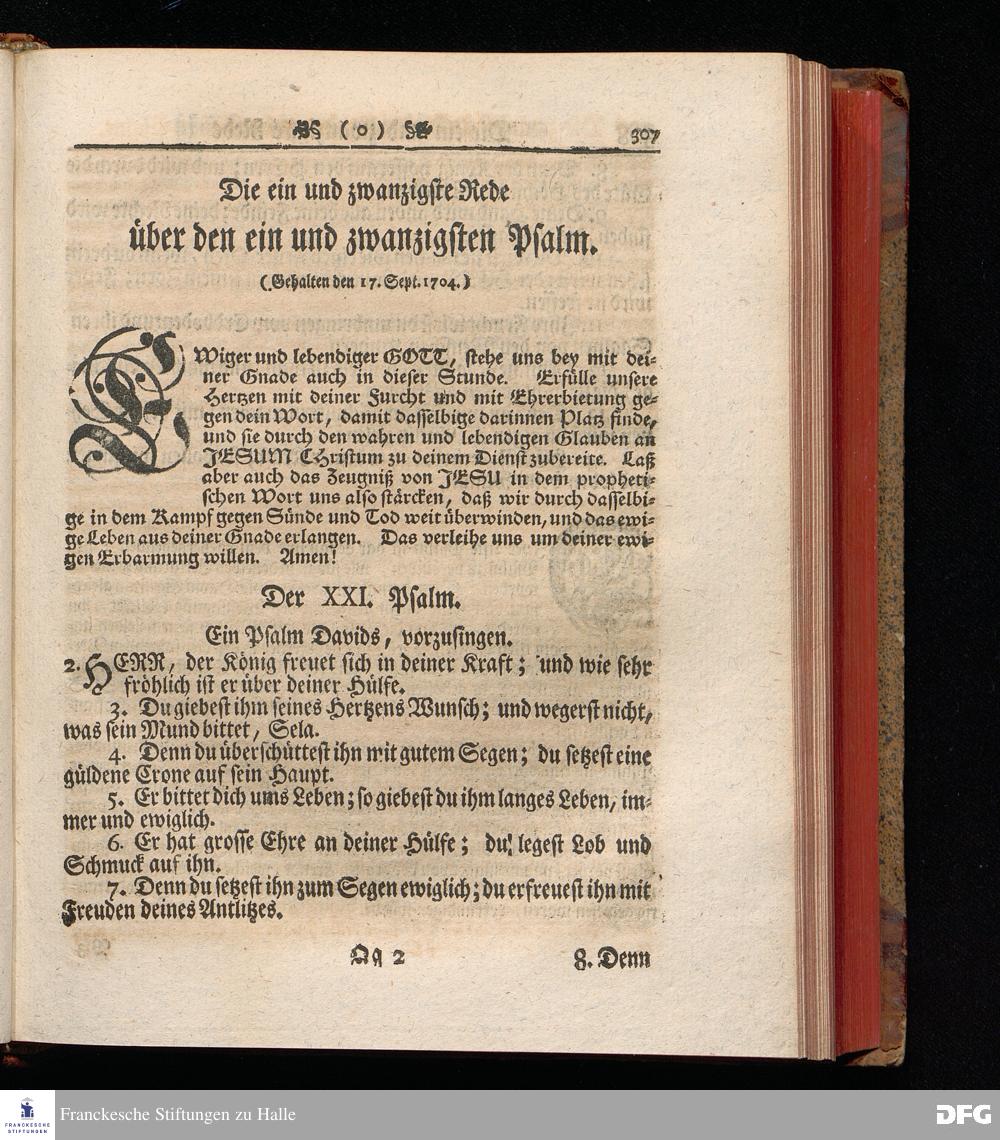 ( o ) 307
Die ein und zwanzigste Rede
über den ein und zwanzigsten Psalm.
(Gehalten den 17. Sept. 1704.)
EWiger und lebendiger GOTT, stehe uns bey mit dei-
ner Gnade auch in dieser Stunde. Erfülle unsere
Hertzen mit deiner Furcht und mit Ehrerbietung ge-
gen dein Wort, damit dasselbige darinnen Platz finde,
und sie durch den wahren und lebendigen Glauben an
JESUM CHristum zu deinem Dienst zubereite. Laß
aber auch das Zeugniß von JESU in dem propheti-
schen Wort uns also stärcken, daß wir durch dasselbi-
ge in dem Kampf gegen Sünde und Tod weit überwinden, und das ewi-
ge Leben aus deiner Gnade erlangen. Das verleihe uns um deiner ewi-
gen Erbarmung willen. Amen!
Der XXI. Psalm.
Ein Psalm Davids, vorzusingen.
2. HERR, der König freuet sich in deiner Kraft; und wie sehr
fröhlich ist er über deiner Hülfe.
3. Du giebest ihm seines Hertzens Wunsch; und wegerst nicht,
was sein Mund bittet, Sela.
4. Denn du überschüttest ihn mit gutem Segen; du setzest eine
güldene Crone auf sein Haupt.
5. Er bittet dich ums Leben; so giebest du ihm langes Leben, im-
mer und ewiglich.
6. Er hat grosse Ehre an deiner Hülfe; du legest Lob und
Schmuck auf ihn.
7. Denn du setzest ihn zum Segen ewiglich; du erfreuest ihn mit
Freuden deines Antlitzes.
Qq 2 8. Denn
FRANCKESCHE
STIFTUNGEN
Franckesche Stiftungen zu Halle
DFG